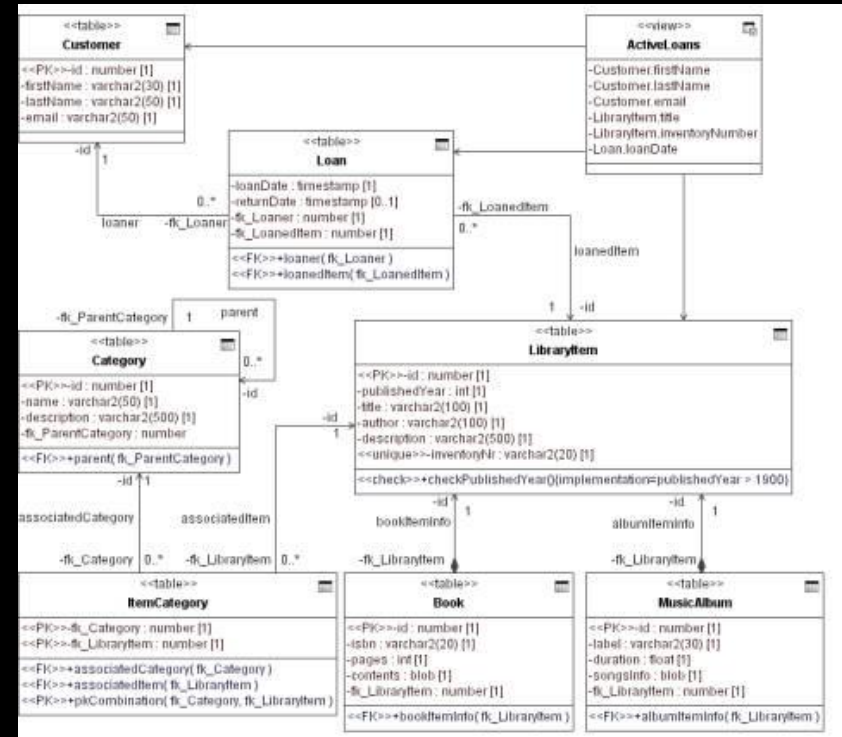 <<table>>
Customer
<<PK>>-id : number [1]
-firstName : varchar2(30) [1]
-lastName : varchar2(50) [1]
-email : varchar2(50) [1]
<<view>>
ActiveLoans
-Customer.firstName
-Customer.lastName
-Customer.email
-LibraryItem.title
-LibraryItem.inventoryNumber
-Loan.loanDate
-id
1
0..*
loaner
-fk_Loaner
<<table>>
Loan
-loanDate : timestamp [1]
-returnDate : timestamp [0..1]
-fk_Loaner : number [1]
-fk_LoanedItem : number [1]
<<FK>>+loaner( fk_Loaner )
<<FK>>+loanedItem( fk_LoanedItem )
-fk_LoanedItem
0..*
loanedItem
1
-id
-fk_ParentCategory
1
parent
0..*
-id
<<table>>
Category
<<PK>>-id : number [1]
-name : varchar2(50) [1]
-description : varchar2(500) [1]
-fk_ParentCategory : number
<<FK>>+parent( fk_ParentCategory )
<<table>>
LibraryItem
<<PK>>-id : number [1]
-publishedYear : int [1]
-title : varchar2(100) [1]
-author : varchar2(100) [1]
-description : varchar2(500) [1]
<<unique>>-inventoryNr : varchar2(20) [1]
<<check>>+checkPublishedYear(){implementation=publishedYear > 1900}
-id
1
associatedCategory
-fk_Category
0..*
-id
1
associatedItem
-fk_LibraryItem
0..*
-id
1
bookItemInfo
-fk_LibraryItem
-id
1
albumItemInfo
-fk_LibraryItem
<<table>>
ItemCategory
<<PK>>-fk_Category : number [1]
<<PK>>-fk_LibraryItem : number [1]
<<FK>>+associatedCategory( fk_Category )
<<FK>>+associatedItem( fk_LibraryItem )
<<PK>>+pkCombination( fk_Category, fk_LibraryItem )
<<table>>
Book
<<PK>>-id : number [1]
-isbn : varchar2(20) [1]
-pages : int [1]
-contents : blob [1]
-fk_LibraryItem : number [1]
<<FK>>+bookItemInfo( fk_LibraryItem )
<<table>>
MusicAlbum
<<PK>>-id : number [1]
-label : varchar2(30) [1]
-duration : float [1]
-songsInfo : blob [1]
-fk_LibraryItem : number [1]
<<FK>>+albumItemInfo( fk_LibraryItem )